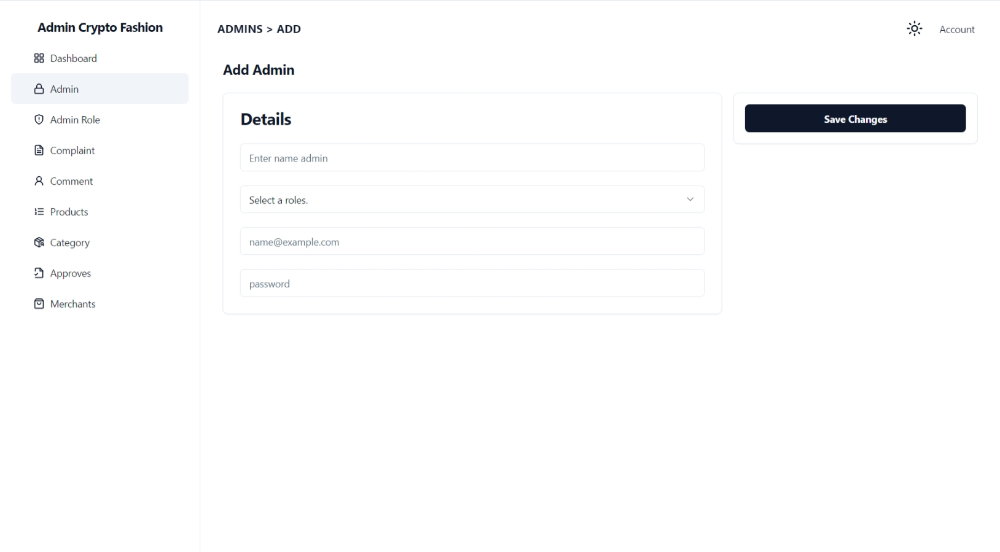 Admin Crypto Fashion
Dashboard
Admin
Admin Role
Complaint
Comment
Products
Category
Approves
Merchants
ADMINS > ADD
Account
Add Admin
Details
Enter name admin
Select a roles.
name@example.com
password
Save Changes